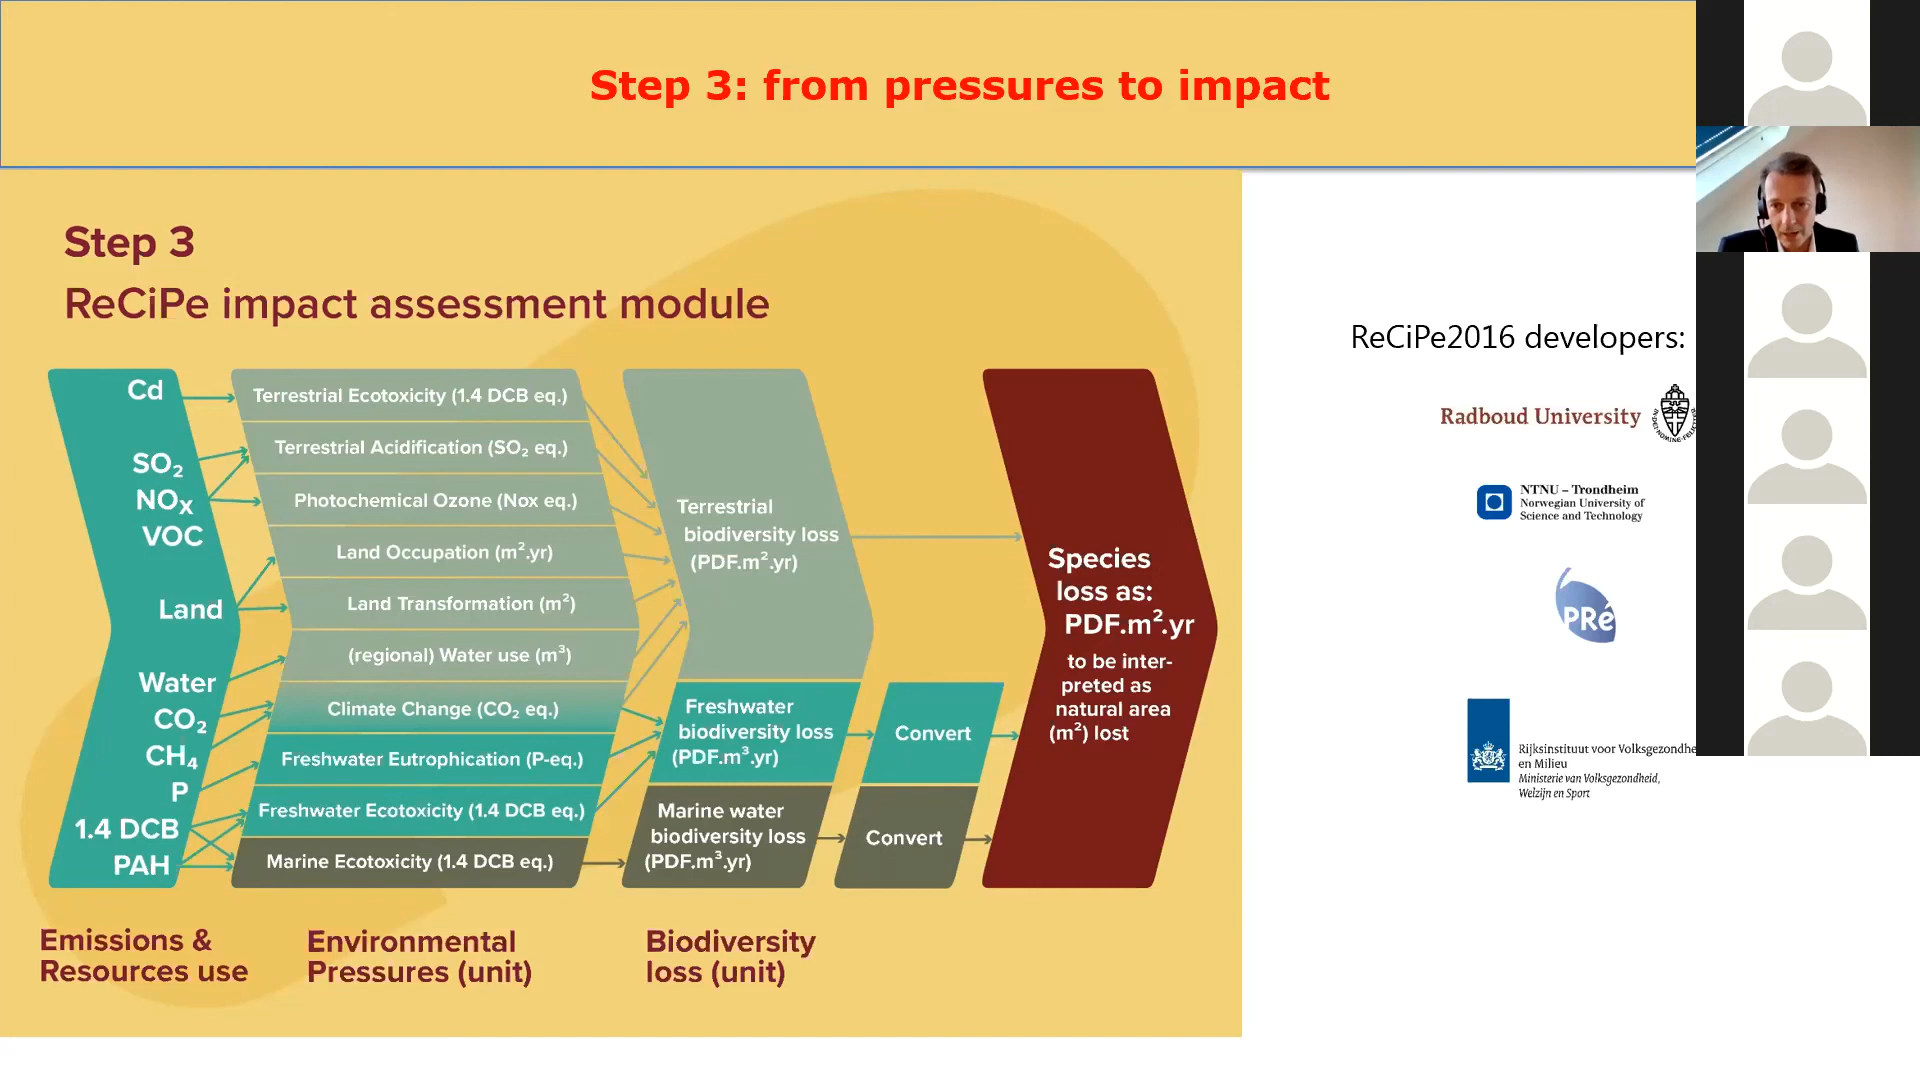 Step 3: from pressures to impact
Step 3
ReCiPe impact assessment module
Cd
SO₂
NOx
VOC
Land
Water
CO₂
CH₄
P
1.4 DCB
PAH
Terrestrial Ecotoxicity (1.4 DCB eq.)
Terrestrial Acidification (SO₂ eq.)
Photochemical Ozone (Nox eq.)
Land Occupation (m².yr)
Land Transformation (m²)
(regional) Water use (m³)
Climate Change (CO₂ eq.)
Freshwater Eutrophication (P-eq.)
Freshwater Ecotoxicity (1.4 DCB eq.)
Marine Ecotoxicity (1.4 DCB eq.)
Terrestrial
biodiversity loss
(PDF.m².yr)
Freshwater
biodiversity loss
(PDF.m³.yr)
Marine water
biodiversity loss
(PDF.m³.yr)
Convert
Convert
Species
loss as:
PDF.m².yr
to be inter-
preted as
natural area
(m²) lost
Emissions &
Resources use
Environmental
Pressures (unit)
Biodiversity
loss (unit)
ReCiPe2016 developers:
Radboud University
NTNU – Trondheim
Norwegian University of
Science and Technology
PRé
Rijksinstituut voor Volksgezondhe
en Milieu
Ministerie van Volksgezondheid,
Welzijn en Sport